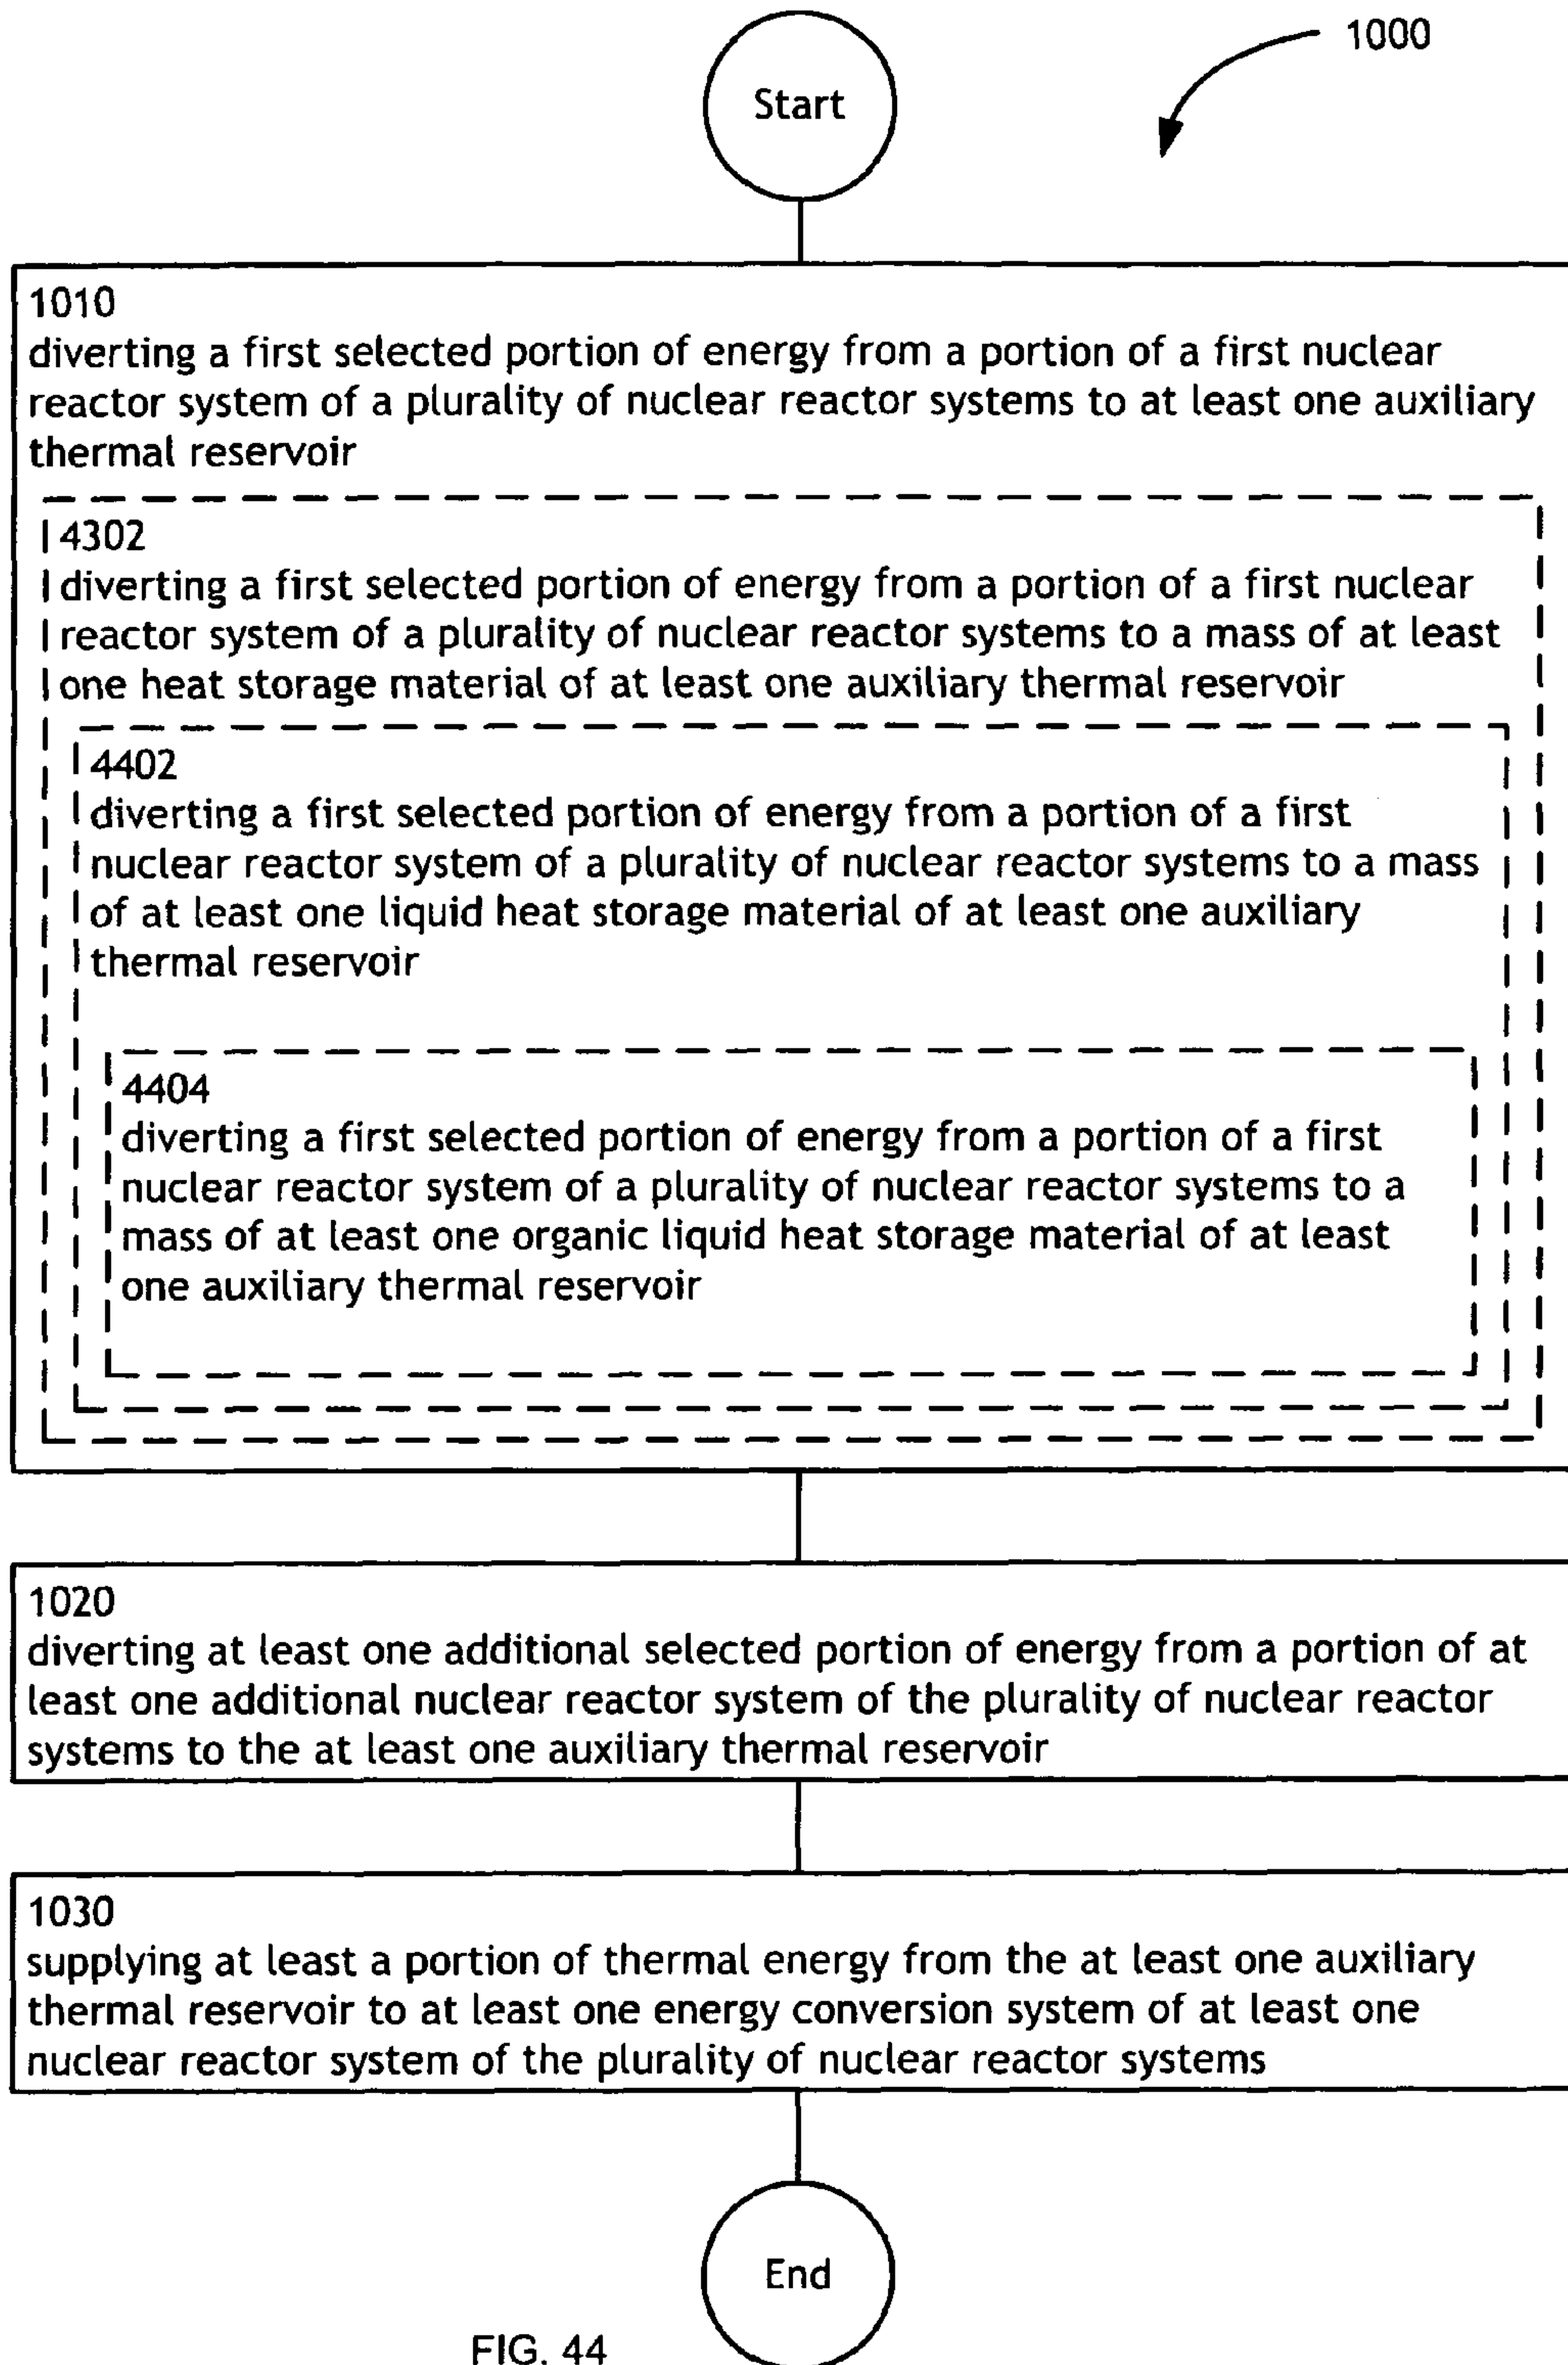 1000
Start
1010
diverting a first selected portion of energy from a portion of a first nuclear
reactor system of a plurality of nuclear reactor systems to at least one auxiliary
thermal reservoir
4302
diverting a first selected portion of energy from a portion of a first nuclear
reactor system of a plurality of nuclear reactor systems to a mass of at least
one heat storage material of at least one auxiliary thermal reservoir
4402
diverting a first selected portion of energy from a portion of a first
nuclear reactor system of a plurality of nuclear reactor systems to a mass
of at least one liquid heat storage material of at least one auxiliary
thermal reservoir
4404
diverting a first selected portion of energy from a portion of a first
nuclear reactor system of a plurality of nuclear reactor systems to a
mass of at least one organic liquid heat storage material of at least
one auxiliary thermal reservoir
1020
diverting at least one additional selected portion of energy from a portion of at
least one additional nuclear reactor system of the plurality of nuclear reactor
systems to the at least one auxiliary thermal reservoir
1030
supplying at least a portion of thermal energy from the at least one auxiliary
thermal reservoir to at least one energy conversion system of at least one
nuclear reactor system of the plurality of nuclear reactor systems
End
FIG. 44